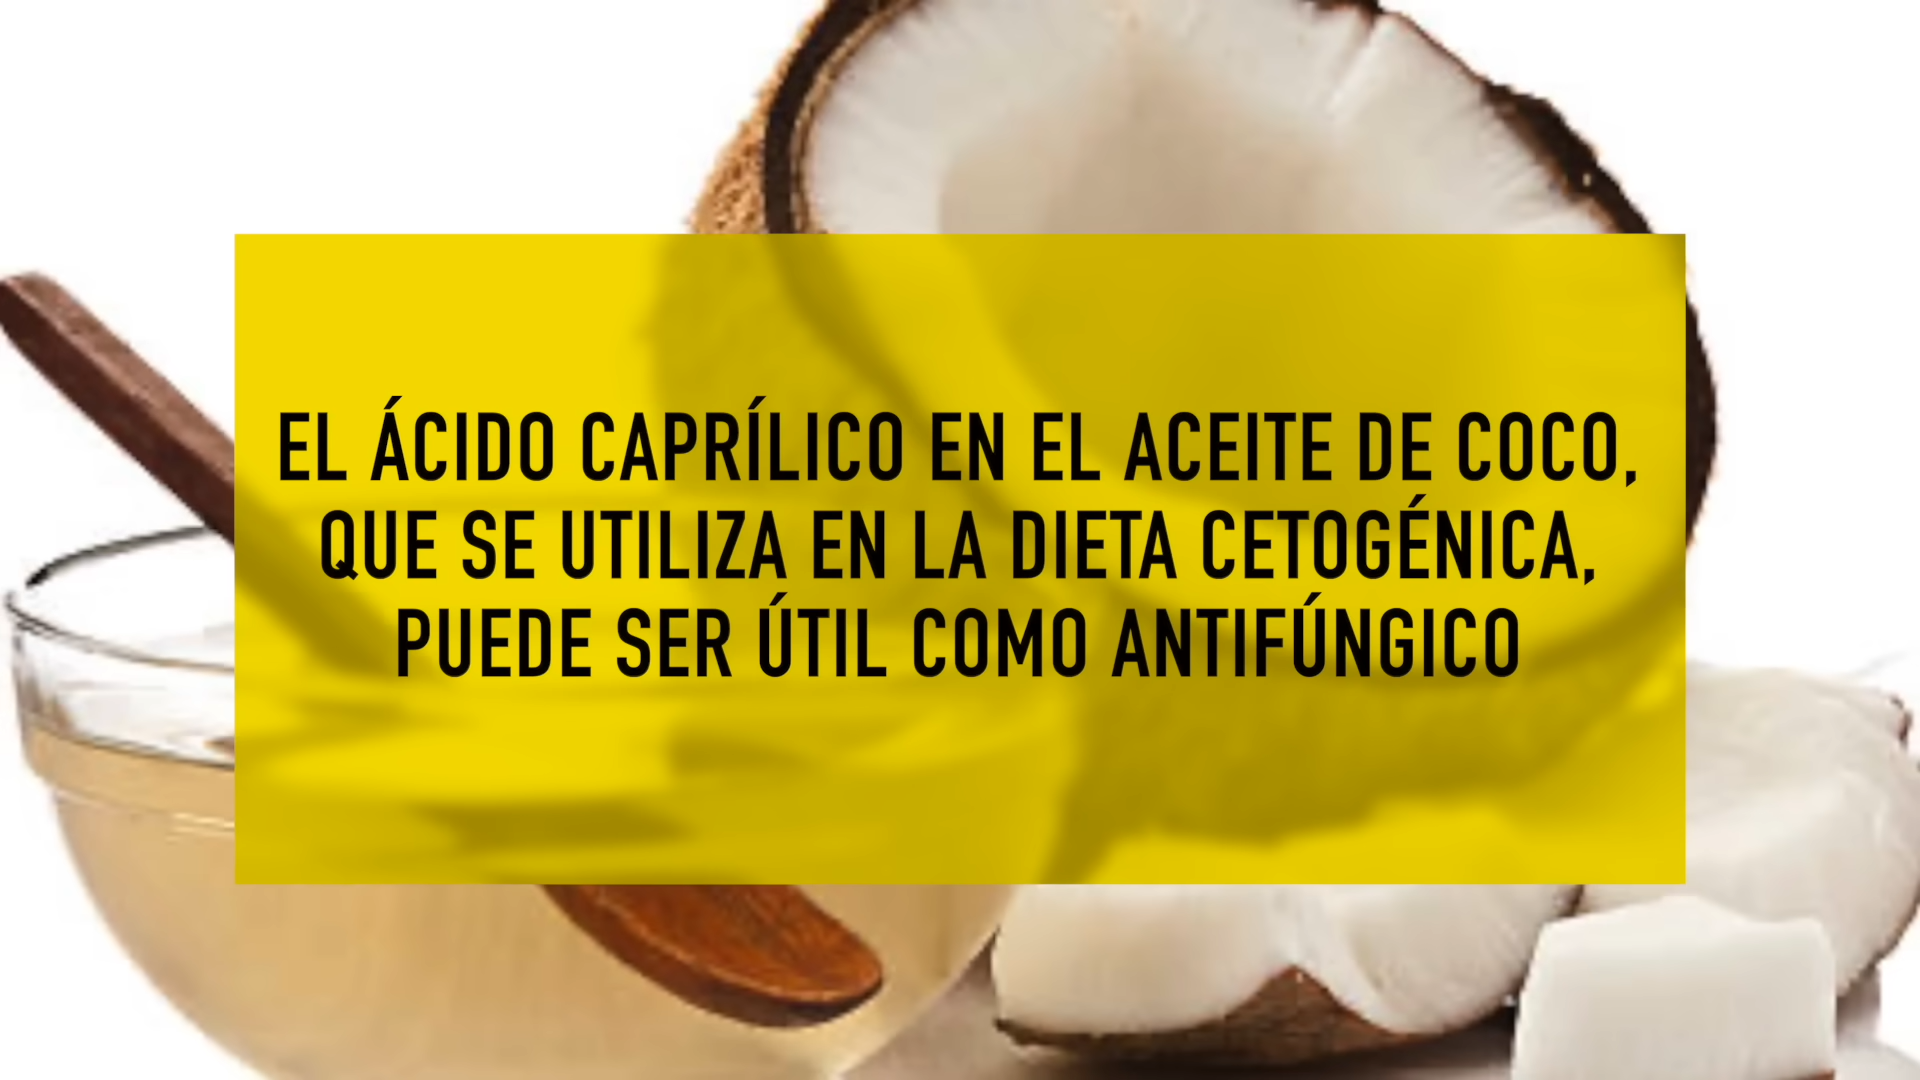 EL ÁCIDO CAPRÍLICO EN EL ACEITE DE COCO,
QUE SE UTILIZA EN LA DIETA CETOGÉNICA,
PUEDE SER ÚTIL COMO ANTIFÚNGICO